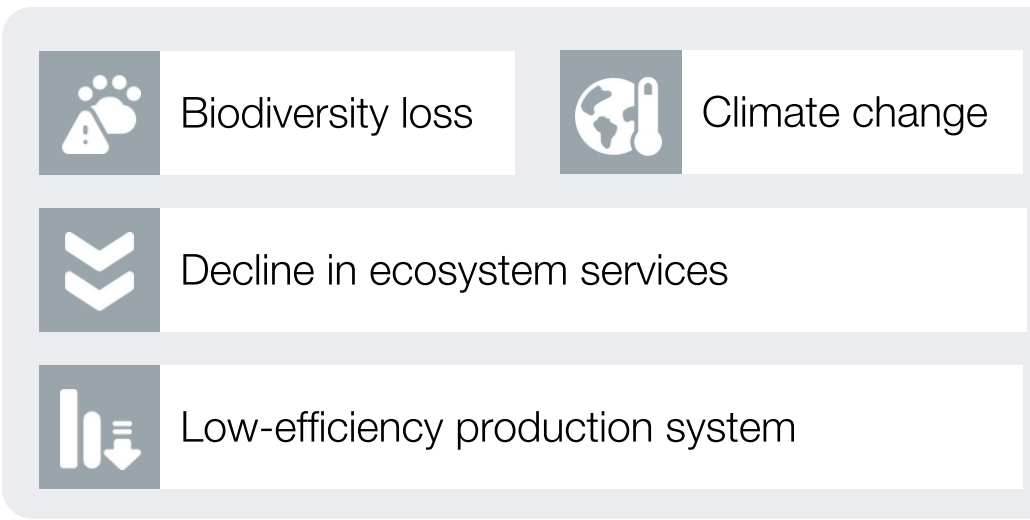 Biodiversity loss
Climate change
Decline in ecosystem services
Low-efficiency production system